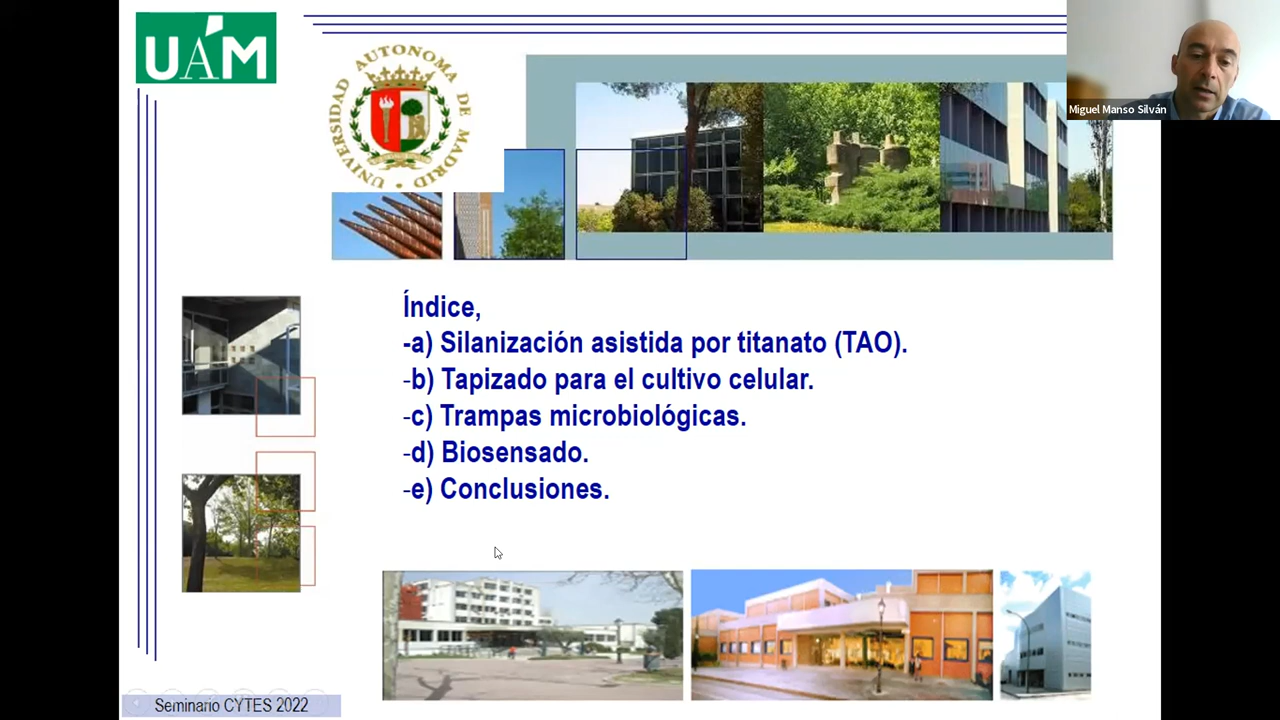 UAM
UNIVERSIDAD AUTONOMA DE MADRID
Miguel Manso Silván
Índice,
-a) Silanización asistida por titanato (TAO).
-b) Tapizado para el cultivo celular.
-c) Trampas microbiológicas.
-d) Biosensado.
-e) Conclusiones.
Seminario CYTES 2022